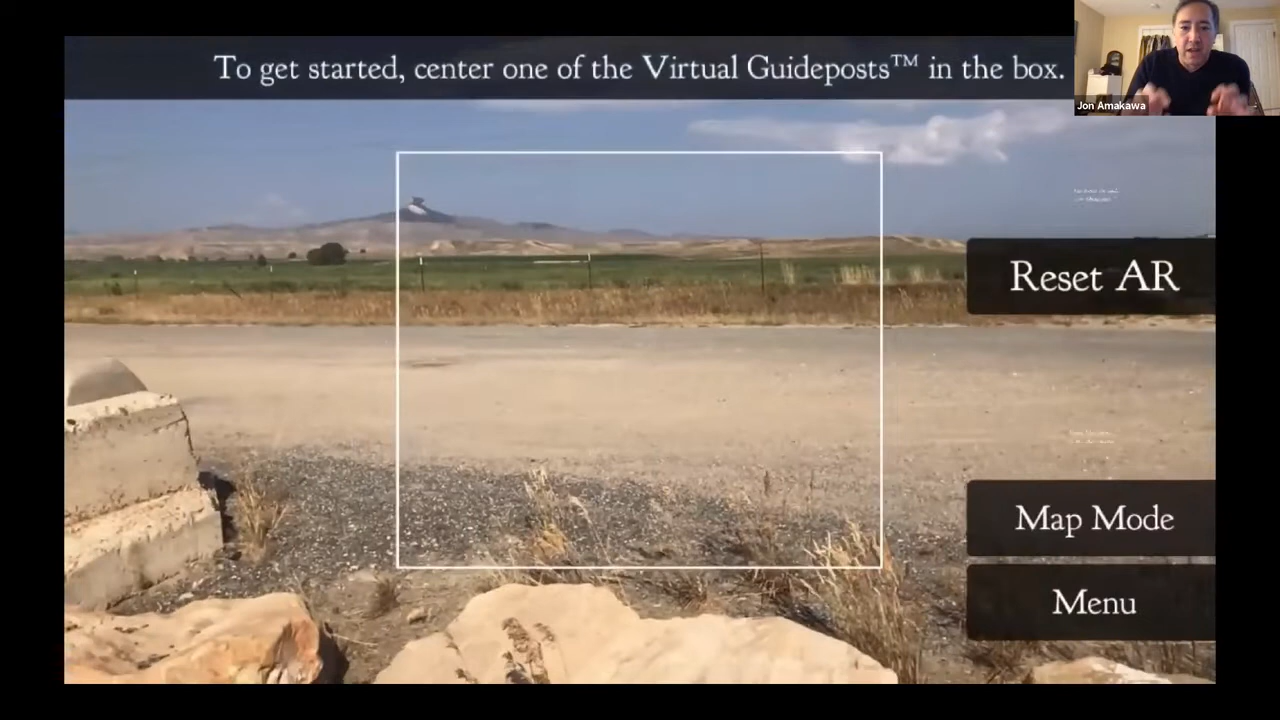 To get started, center one of the Virtual Guideposts™ in the box.
Jon Amakawa
Reset AR
Map Mode
Menu